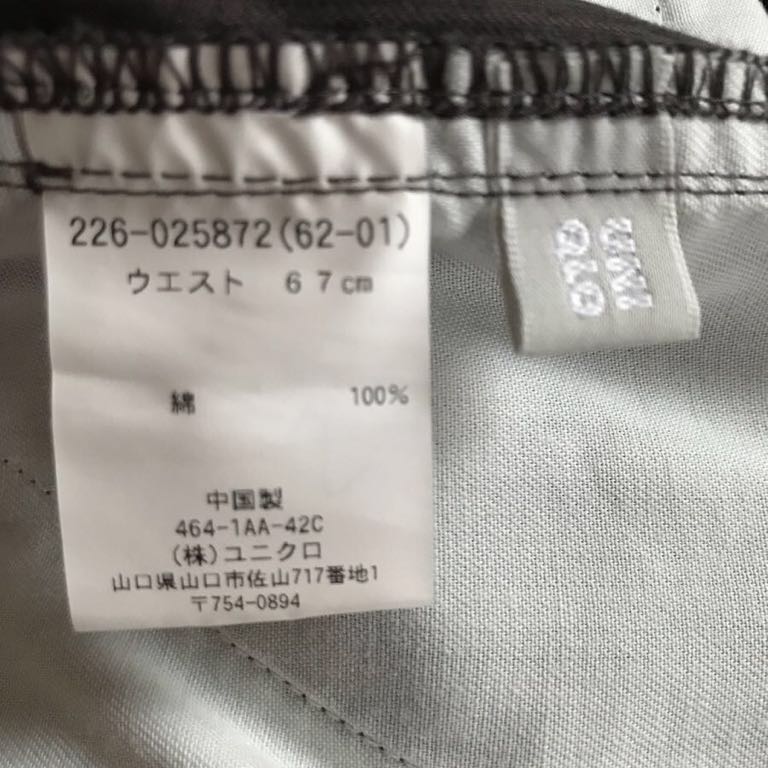 226-025872(62-01)
ウエスト 67cm
綿 100%
中国製
464-1AA-42C
(株)ユニクロ
山口県山口市佐山717番地1
〒754-0894